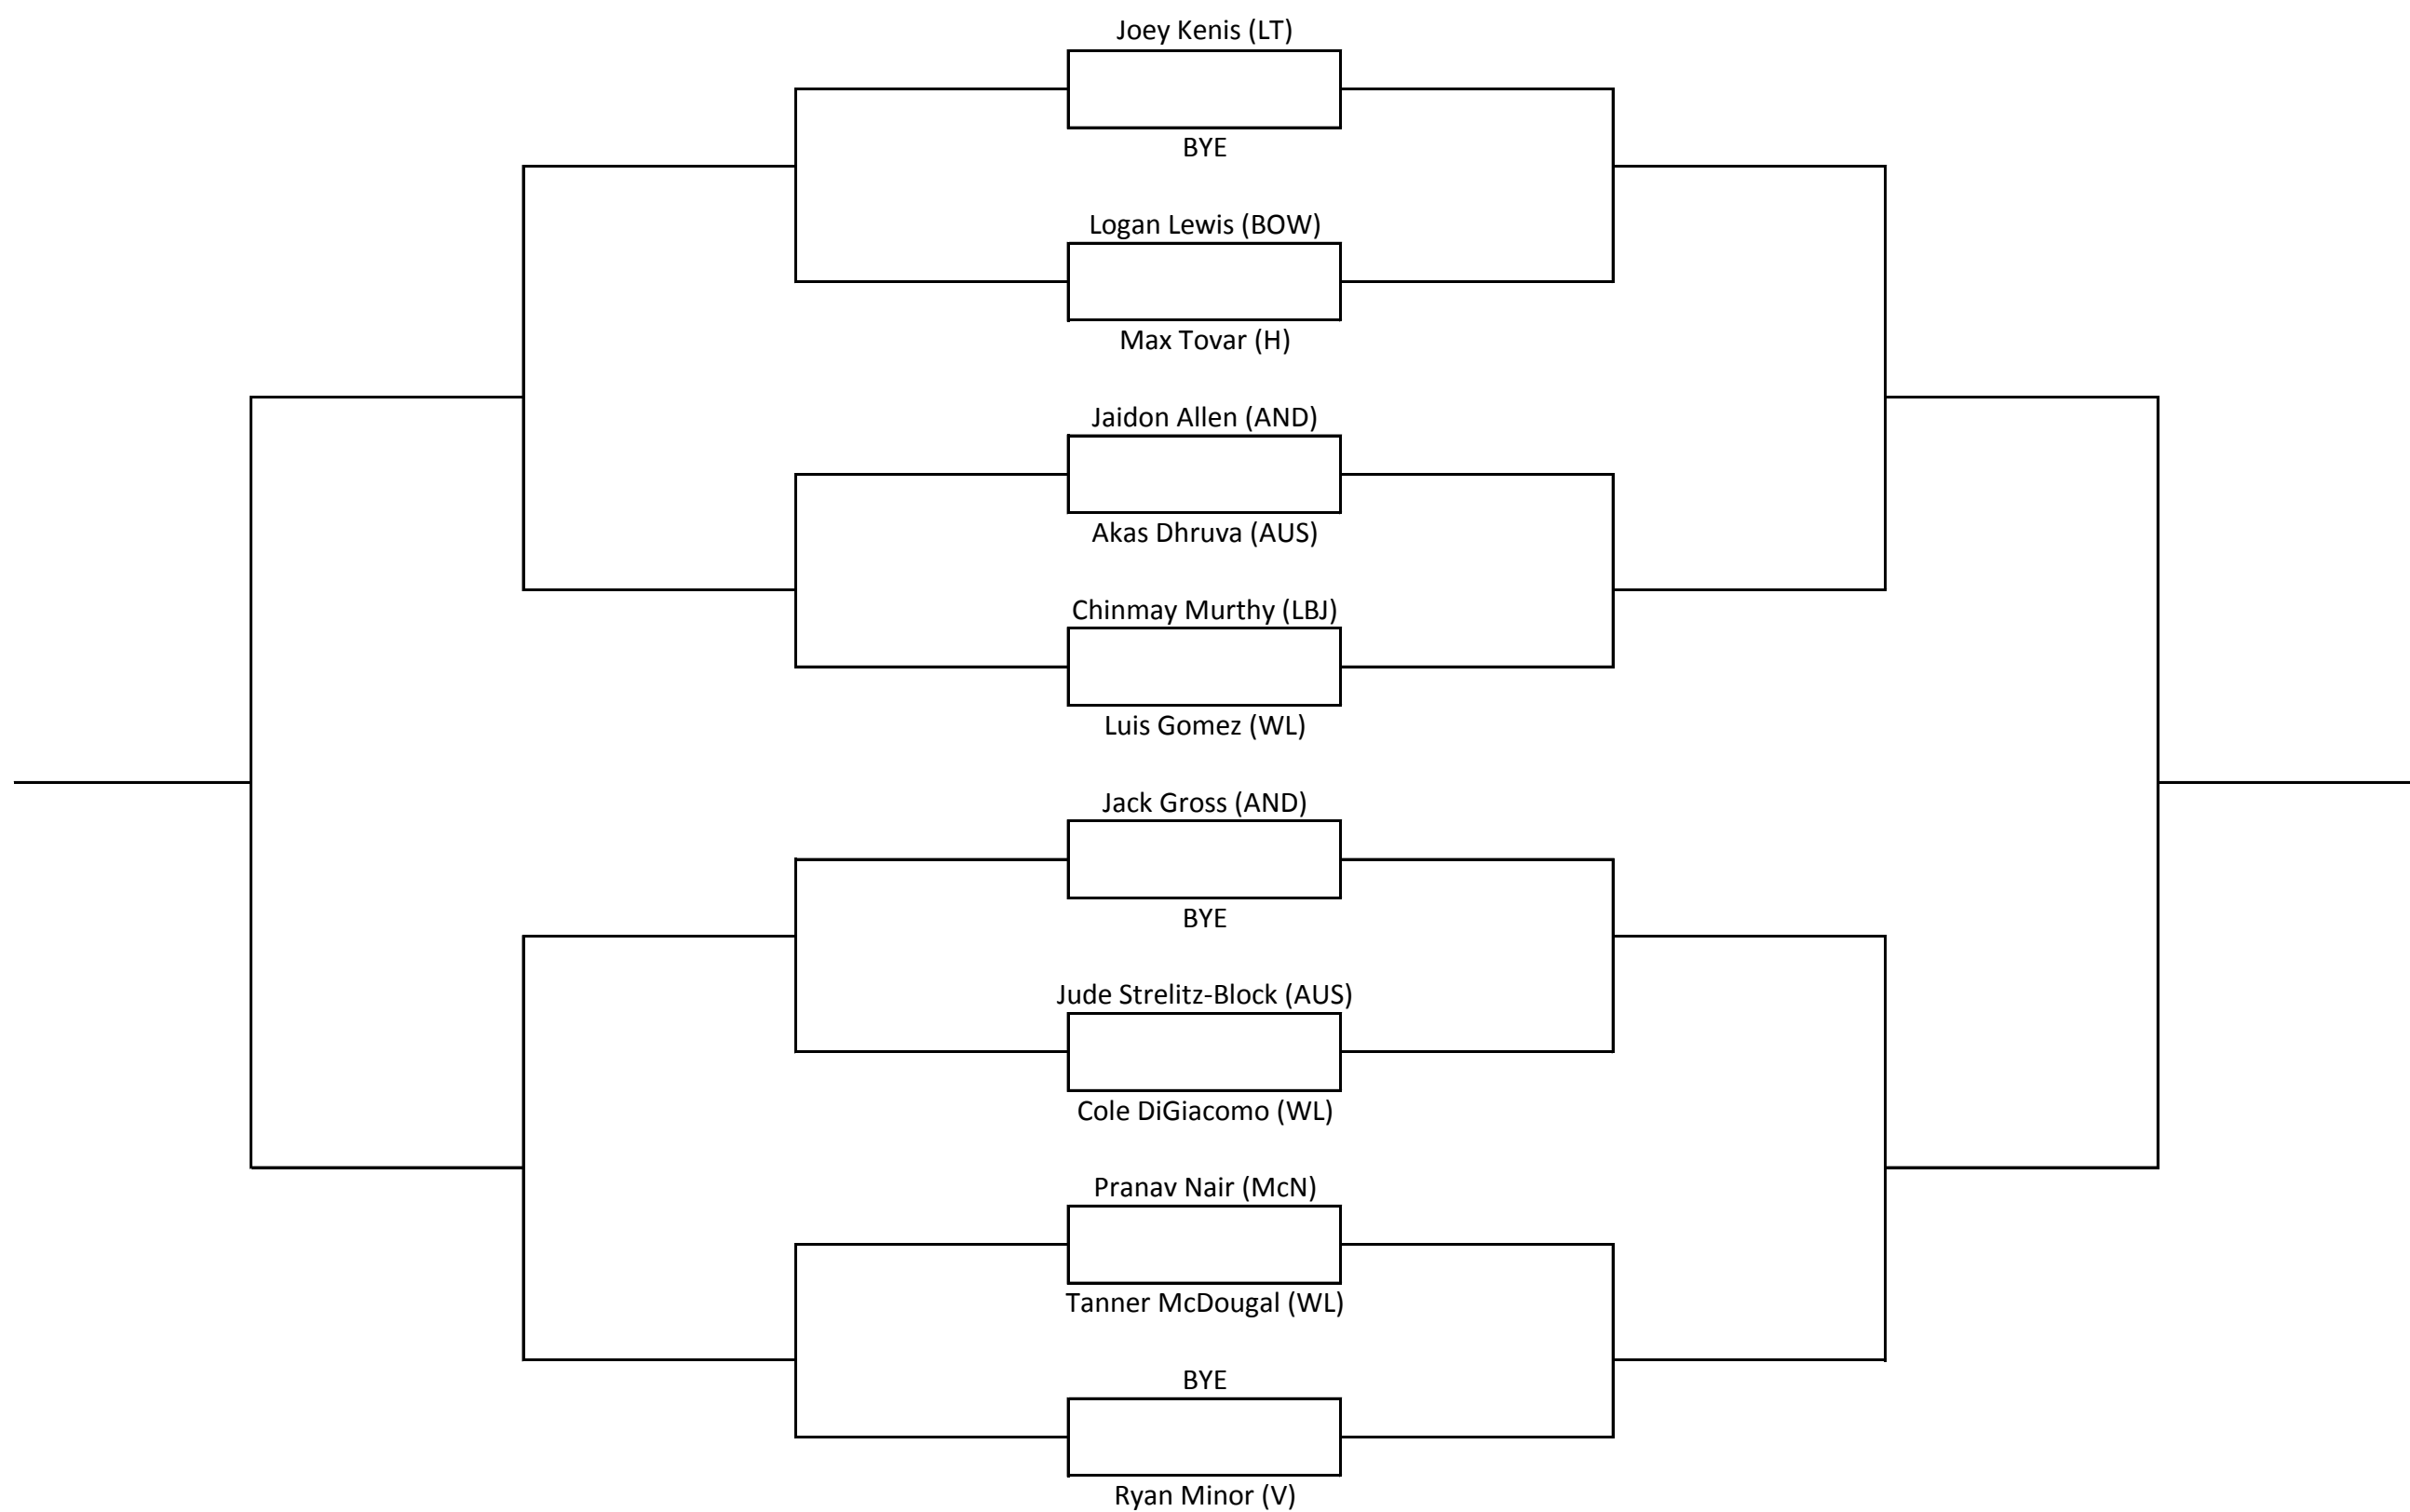 Joey Kenis (LT)
BYE
Logan Lewis (BOW)
Max Tovar (H)
Jaidon Allen (AND)
Akas Dhruva (AUS)
Chinmay Murthy (LBJ)
Luis Gomez (WL)
Jack Gross (AND)
BYE
Jude Strelitz-Block (AUS)
Cole DiGiacomo (WL)
Pranav Nair (McN)
Tanner McDougal (WL)
BYE
Ryan Minor (V)